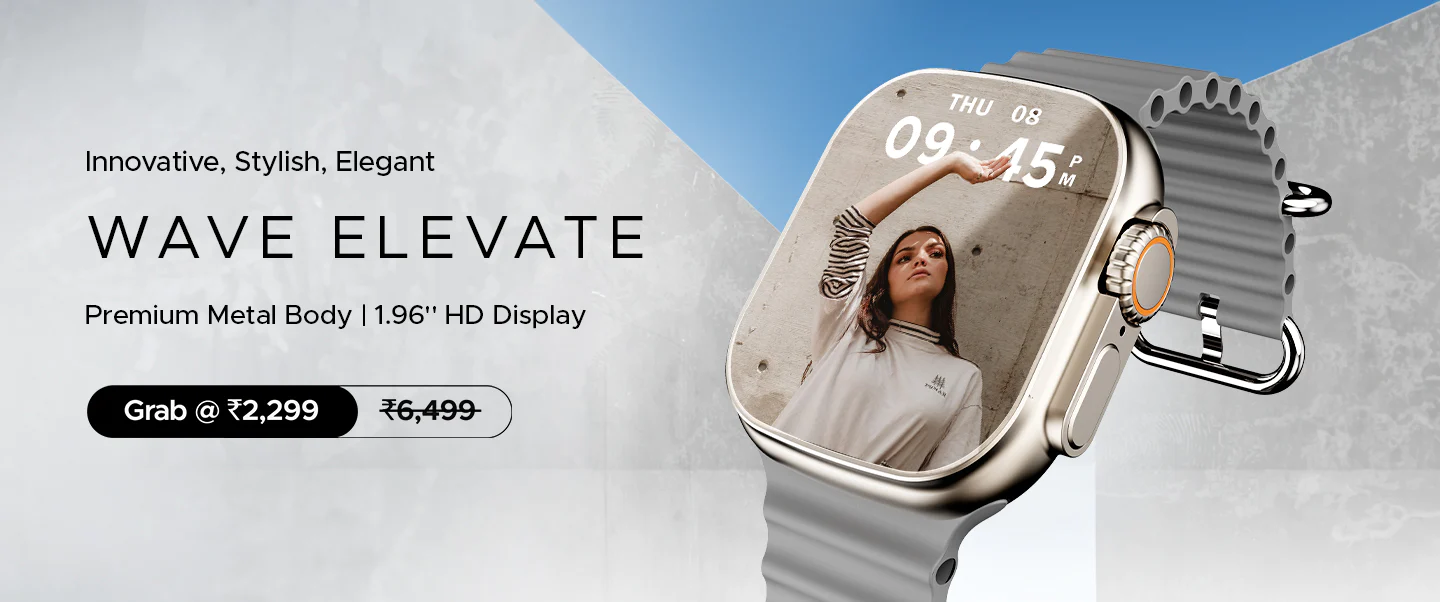 Innovative, Stylish, Elegant
WAVE ELEVATE
Premium Metal Body | 1.96'' HD Display
Grab @ ₹2,299 ₹6,499
THU 08
09:45 PM